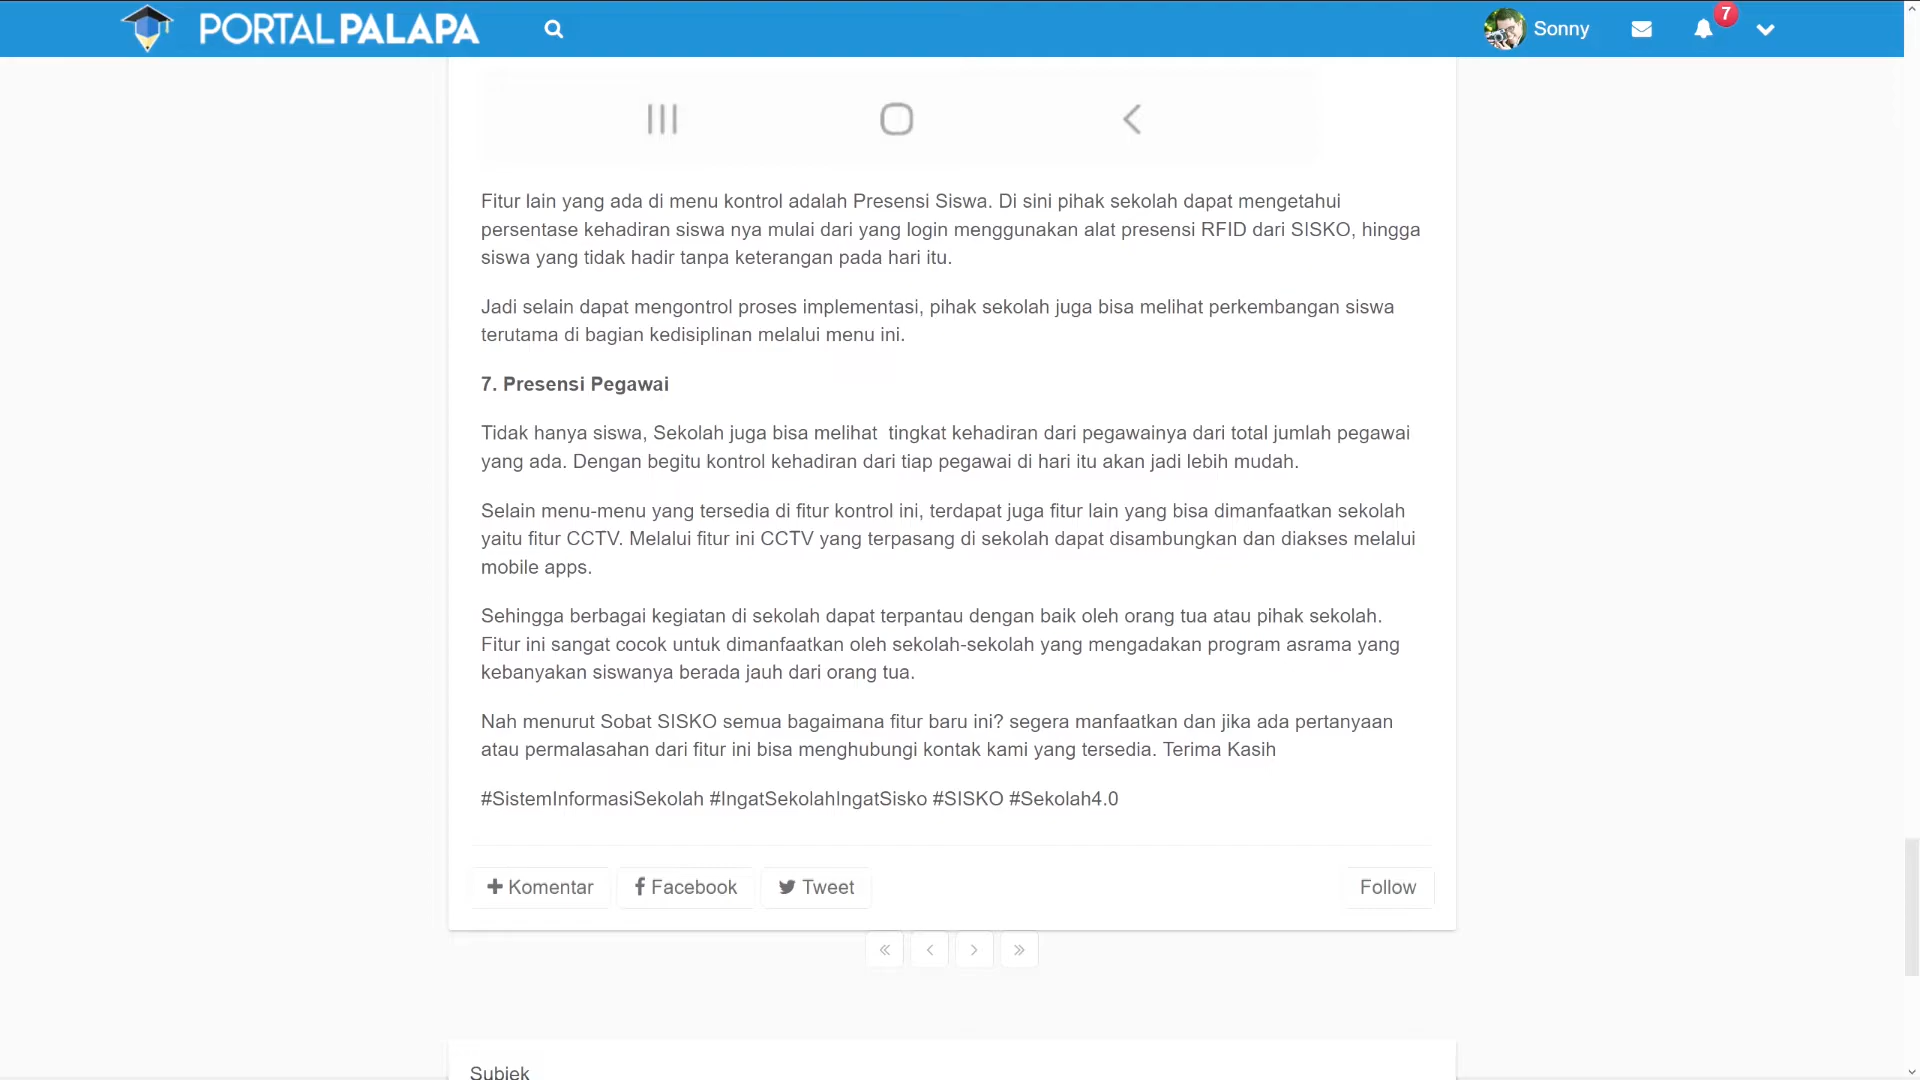 PORTALPALAPA
Sonny
7
Fitur lain yang ada di menu kontrol adalah Presensi Siswa. Di sini pihak sekolah dapat mengetahui
persentase kehadiran siswa nya mulai dari yang login menggunakan alat presensi RFID dari SISKO, hingga
siswa yang tidak hadir tanpa keterangan pada hari itu.
Jadi selain dapat mengontrol proses implementasi, pihak sekolah juga bisa melihat perkembangan siswa
terutama di bagian kedisiplinan melalui menu ini.
7. Presensi Pegawai
Tidak hanya siswa, Sekolah juga bisa melihat  tingkat kehadiran dari pegawainya dari total jumlah pegawai
yang ada. Dengan begitu kontrol kehadiran dari tiap pegawai di hari itu akan jadi lebih mudah.
Selain menu-menu yang tersedia di fitur kontrol ini, terdapat juga fitur lain yang bisa dimanfaatkan sekolah
yaitu fitur CCTV. Melalui fitur ini CCTV yang terpasang di sekolah dapat disambungkan dan diakses melalui
mobile apps.
Sehingga berbagai kegiatan di sekolah dapat terpantau dengan baik oleh orang tua atau pihak sekolah.
Fitur ini sangat cocok untuk dimanfaatkan oleh sekolah-sekolah yang mengadakan program asrama yang
kebanyakan siswanya berada jauh dari orang tua.
Nah menurut Sobat SISKO semua bagaimana fitur baru ini? segera manfaatkan dan jika ada pertanyaan
atau permalasahan dari fitur ini bisa menghubungi kontak kami yang tersedia. Terima Kasih
#SistemInformasiSekolah #IngatSekolahIngatSisko #SISKO #Sekolah4.0
Komentar
Facebook
Tweet
Follow
Subjek